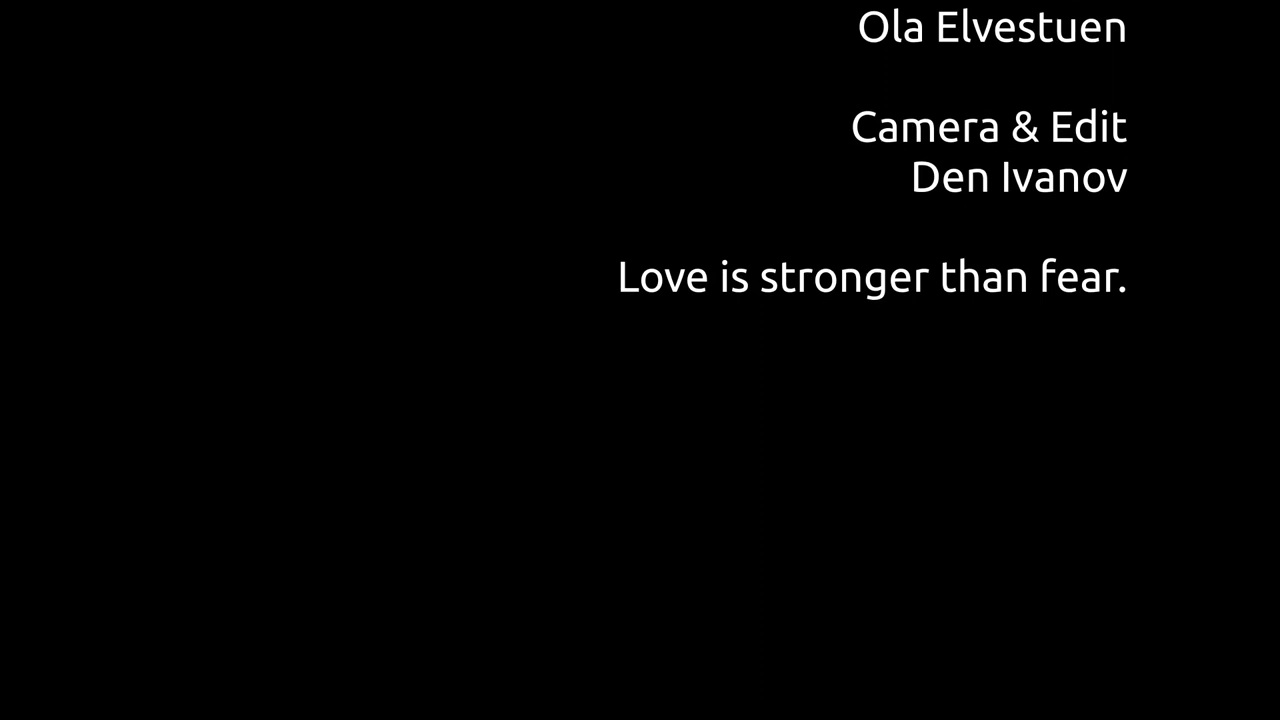 Ola Elvestuen
Camera & Edit
Den Ivanov
Love is stronger than fear.